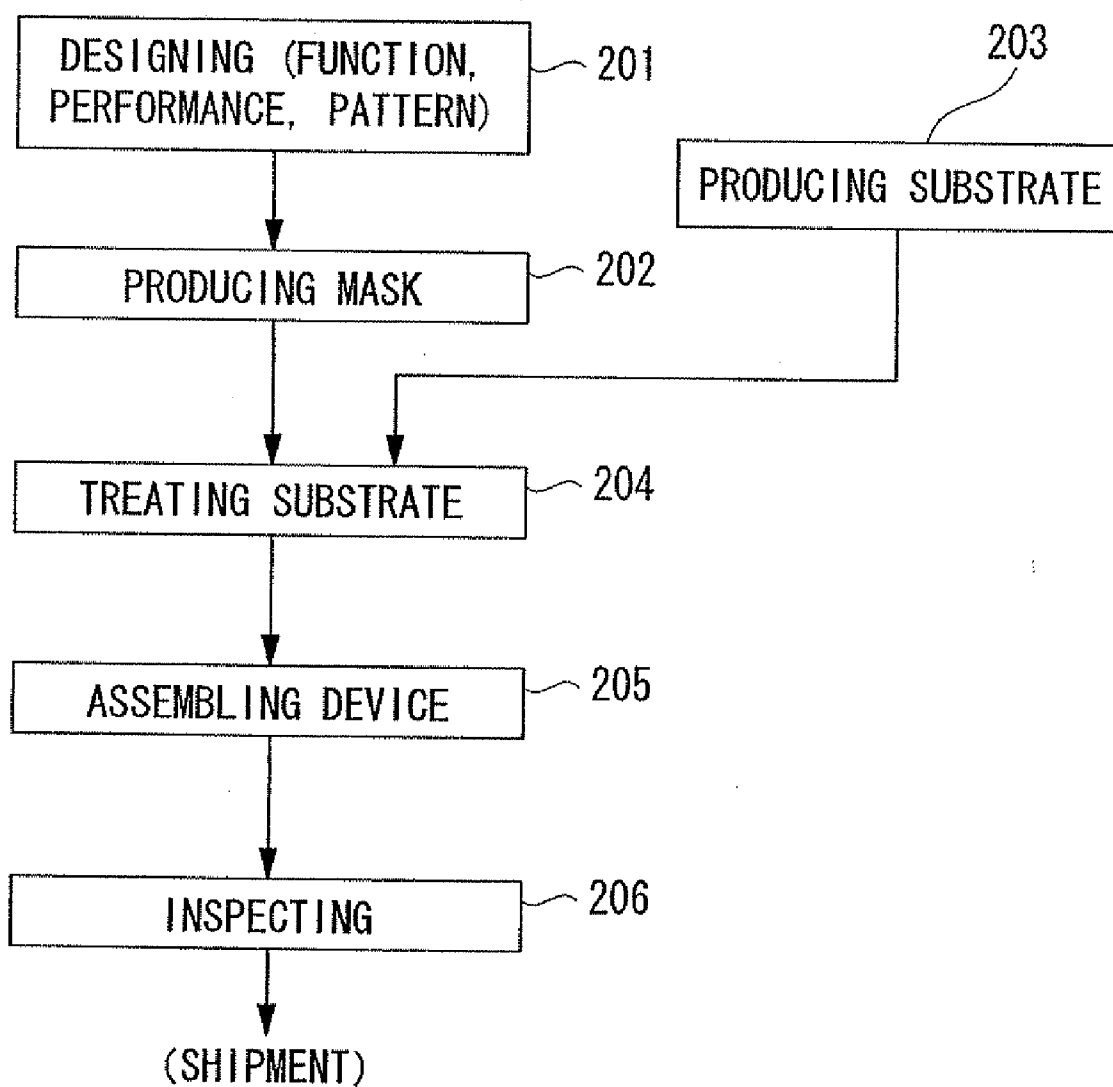 DESIGNING (FUNCTION,
PERFORMANCE, PATTERN)
201
203
PRODUCING SUBSTRATE
PRODUCING MASK
202
TREATING SUBSTRATE
204
ASSEMBLING DEVICE
205
INSPECTING
206
(SHIPMENT)